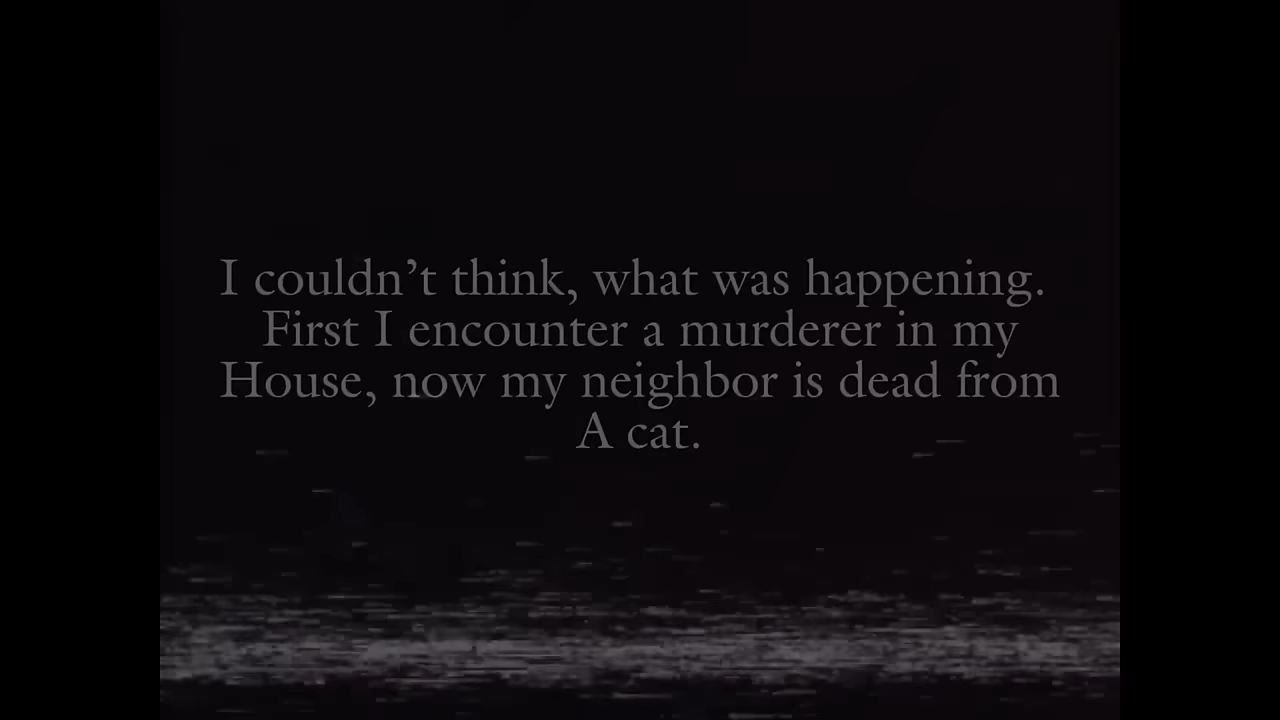 I couldn’t think, what was happening.
First I encounter a murderer in my
House, now my neighbor is dead from
A cat.